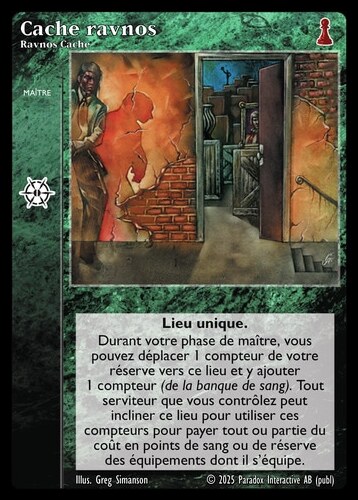 Cache ravnos
Ravnos Cache
MAÎTRE
Lieu unique.
Durant votre phase de maître, vous
pouvez déplacer 1 compteur de votre
réserve vers ce lieu et y ajouter
1 compteur (de la banque de sang). Tout
serviteur que vous contrôlez peut
incliner ce lieu pour utiliser ces
compteurs pour payer tout ou partie du
coût en points de sang ou de réserve
des équipements dont il s'équipe.
Illus. Greg Simanson © 2025 Paradox Interactive AB (publ)